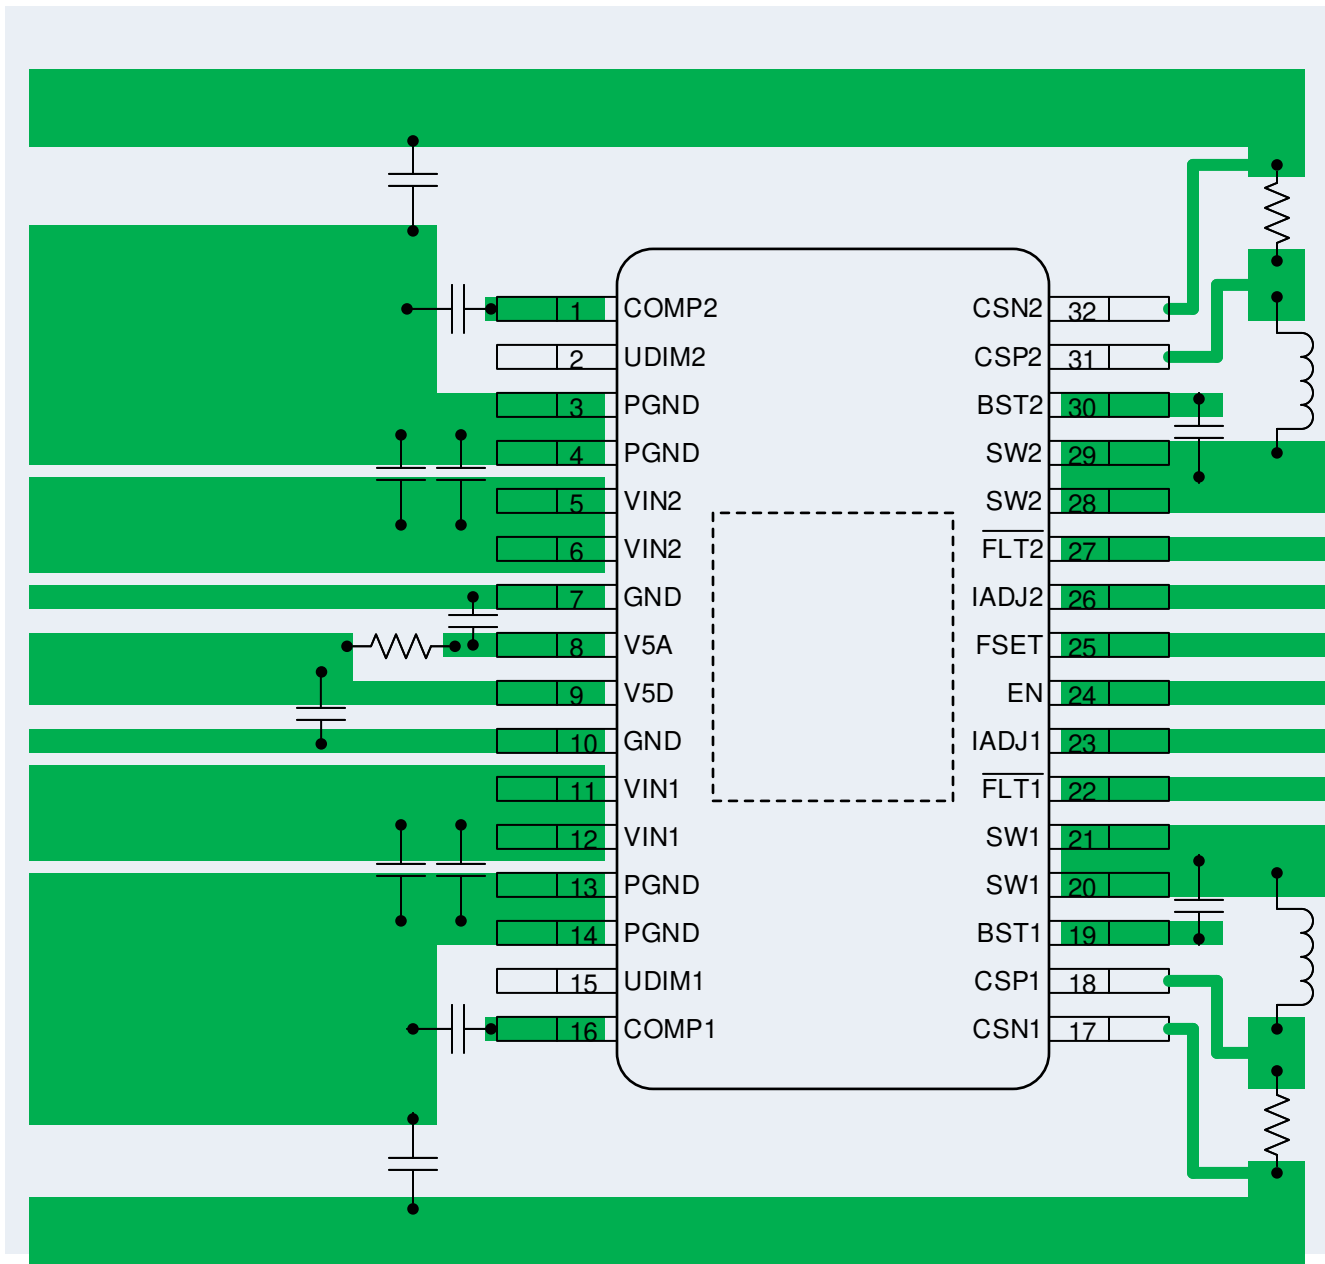 1 COMP2 CSN2 32
2 UDIM2 CSP2 31
3 PGND BST2 30
4 PGND SW2 29
5 VIN2 SW2 28
6 VIN2 FLT2 27
7 GND IADJ2 26
8 V5A FSET 25
9 V5D EN 24
10 GND IADJ1 23
11 VIN1 FLT1 22
12 VIN1 SW1 21
13 PGND SW1 20
14 PGND BST1 19
15 UDIM1 CSP1 18
16 COMP1 CSN1 17